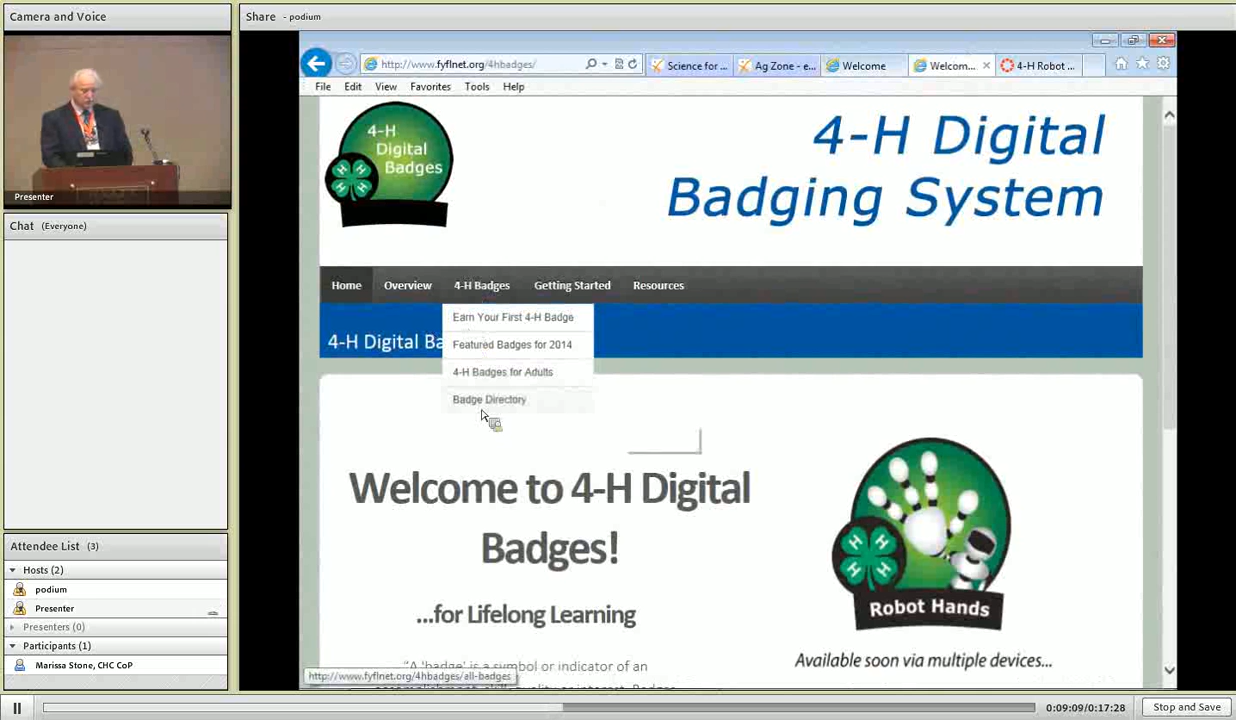 Camera and Voice
Presenter
Chat (Everyone)
Attendee List (3)
Hosts (2)
podium
Presenter
Presenters (0)
Participants (1)
Marissa Stone, CHC CoP
Share - podium
http://www.fyflnet.org/4hbadges/
Science for ...
Ag Zone - e...
Welcome
Welcom...
4-H Robot ...
File Edit View Favorites Tools Help
4-H
Digital
Badges
H H H H
4-H Digital
Badging System
Home Overview 4-H Badges Getting Started Resources
Earn Your First 4-H Badge
4-H Digital Ba
Featured Badges for 2014
4-H Badges for Adults
Badge Directory
Welcome to 4-H Digital
Badges!
...for Lifelong Learning
"A 'badge' is a symbol or indicator of an
H H H H
Robot Hands
Available soon via multiple devices...
http://www.fyflnet.org/4hbadges/all-badges
0:09:09/0:17:28
Stop and Save